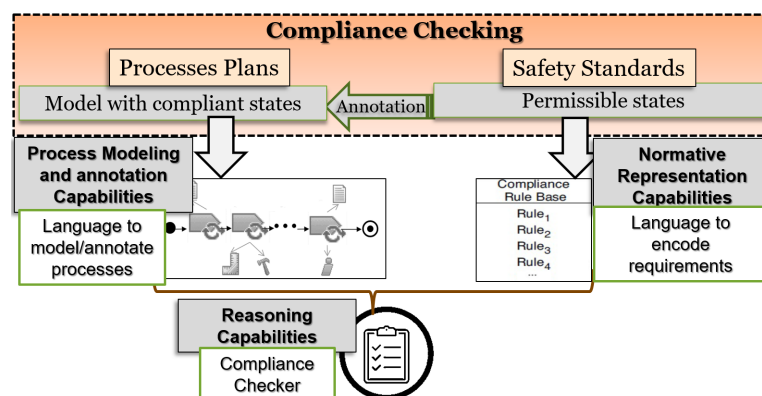 Compliance Checking
Processes Plans
Safety Standards
Model with compliant states
Annotation
Permissible states
Process Modeling
and annotation
Capabilities
Language to
model/annotate
processes
Compliance
Rule Base
Rule1
Rule2
Rule3
Rule4
...
Normative
Representation
Capabilities
Language to
encode
requirements
Reasoning
Capabilities
Compliance
Checker